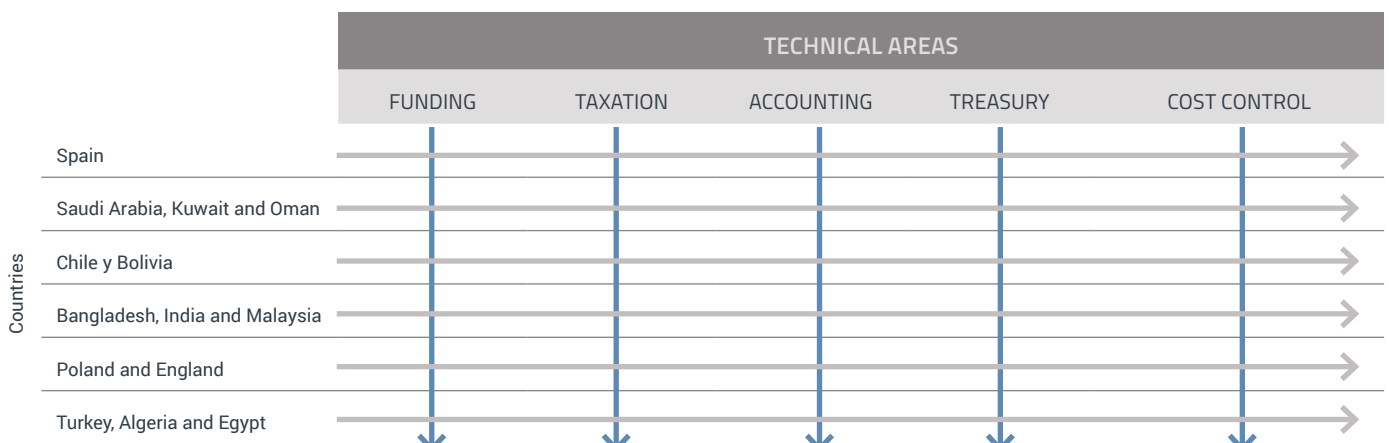 TECHNICAL AREAS
FUNDING TAXATION ACCOUNTING TREASURY COST CONTROL
Countries
Spain
Saudi Arabia, Kuwait and Oman
Chile y Bolivia
Bangladesh, India and Malaysia
Poland and England
Turkey, Algeria and Egypt